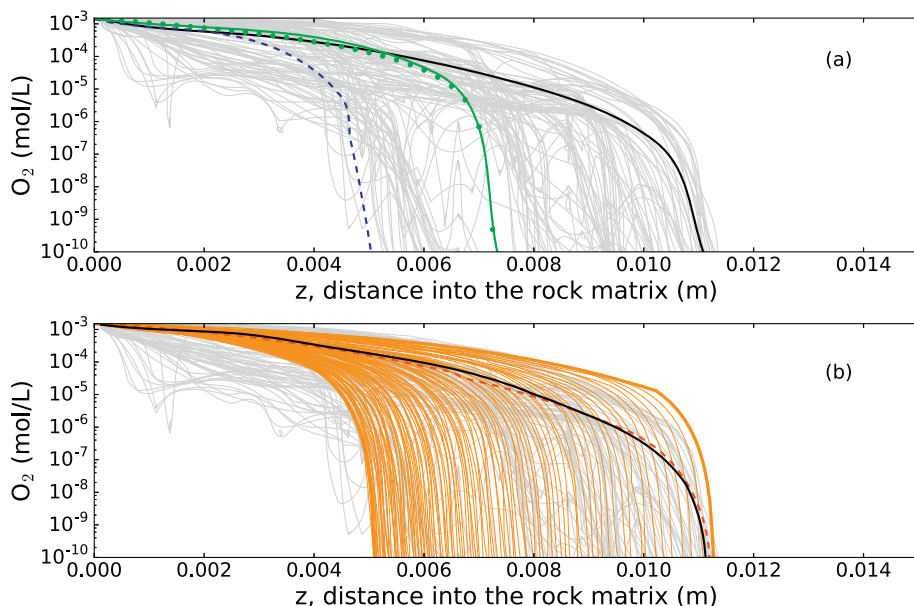 10⁻³
10⁻⁴
10⁻⁵
10⁻⁶
10⁻⁷
10⁻⁸
10⁻⁹
10⁻¹⁰
O₂ (mol/L)
(a)
0.000 0.002 0.004 0.006 0.008 0.010 0.012 0.014
z, distance into the rock matrix (m)
10⁻³
10⁻⁴
10⁻⁵
10⁻⁶
10⁻⁷
10⁻⁸
10⁻⁹
10⁻¹⁰
O₂ (mol/L)
(b)
0.000 0.002 0.004 0.006 0.008 0.010 0.012 0.014
z, distance into the rock matrix (m)